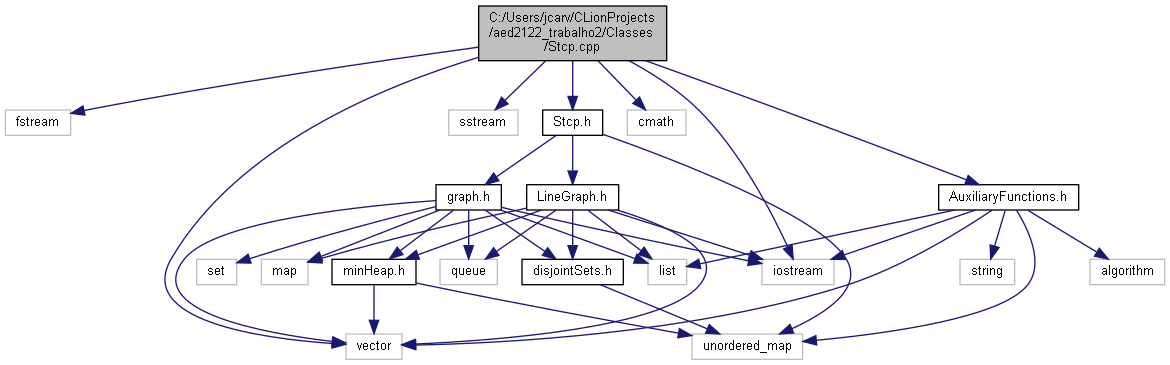 C:/Users/jcarv/CLionProjects
/aed2122_trabalho2/Classes
/Stcp.cpp
fstream
sstream
Stcp.h
cmath
graph.h
LineGraph.h
AuxiliaryFunctions.h
set
map
minHeap.h
queue
disjointSets.h
list
iostream
string
algorithm
vector
unordered_map